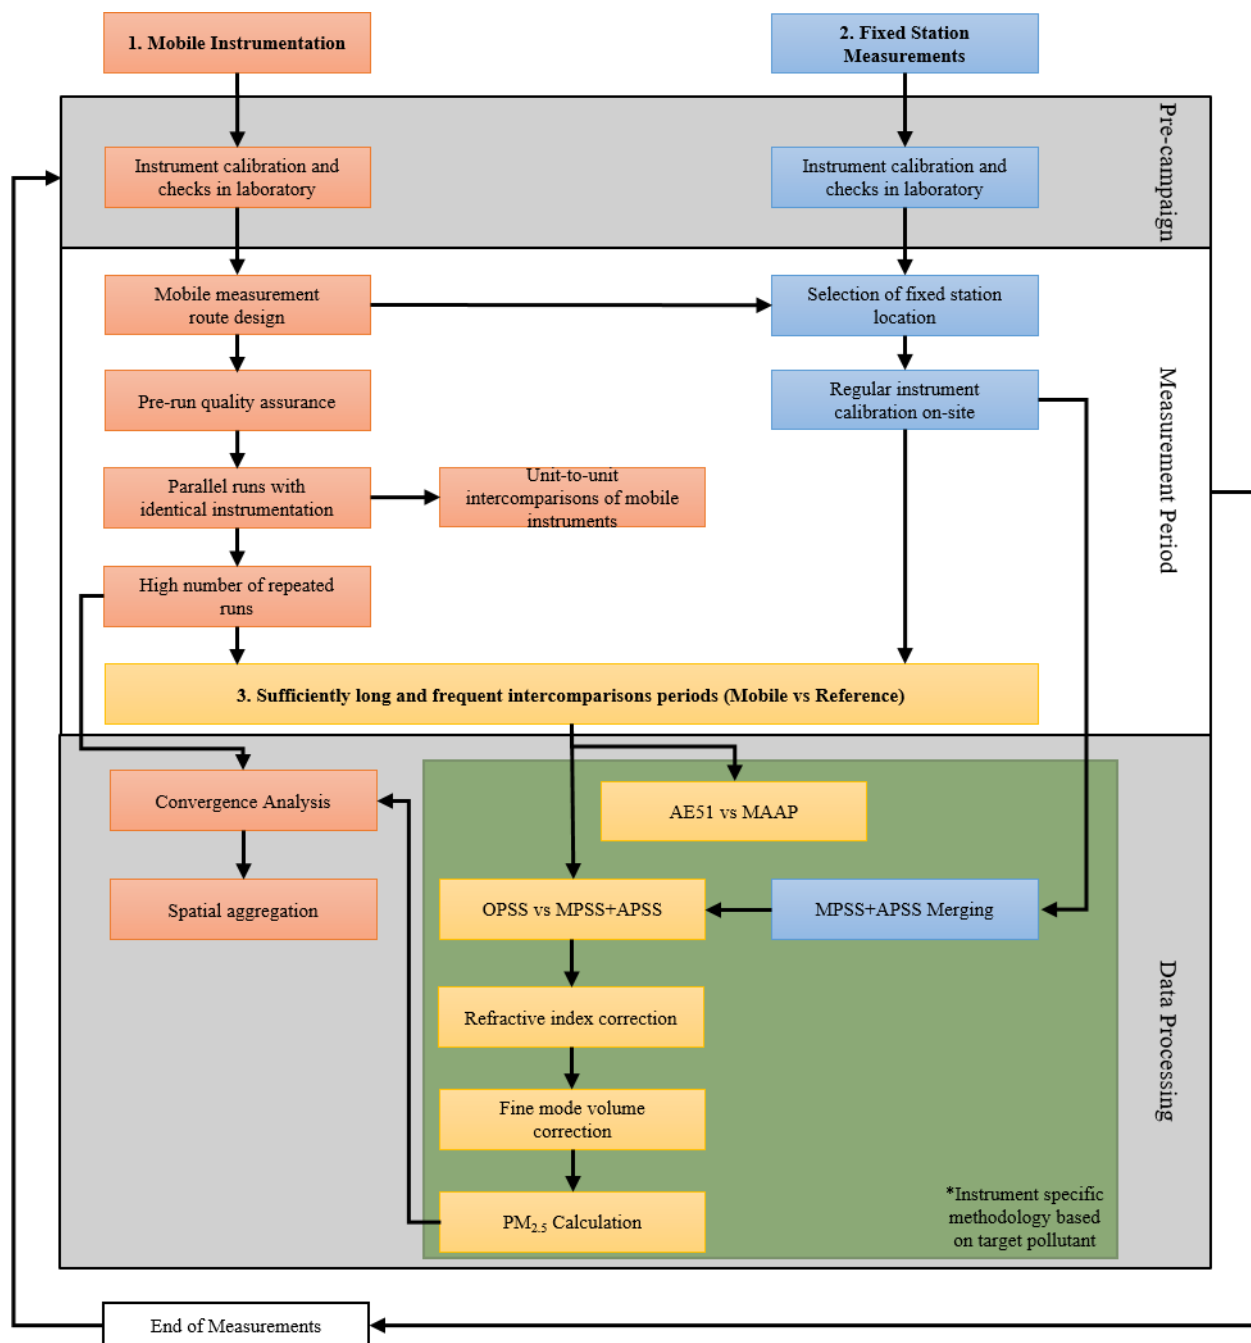 1. Mobile Instrumentation
2. Fixed Station
Measurements
Pre-campaign
Instrument calibration and
checks in laboratory
Instrument calibration and
checks in laboratory
Measurement Period
Mobile measurement
route design
Selection of fixed station
location
Pre-run quality assurance
Regular instrument
calibration on-site
Parallel runs with
identical instrumentation
Unit-to-unit
intercomparisons of mobile
instruments
High number of repeated
runs
3. Sufficiently long and frequent intercomparisons periods (Mobile vs Reference)
Data Processing
Convergence Analysis
AE51 vs MAAP
Spatial aggregation
OPSS vs MPSS+APSS
MPSS+APSS Merging
Refractive index correction
Fine mode volume
correction
PM2.5 Calculation
*Instrument specific
methodology based
on target pollutant
End of Measurements